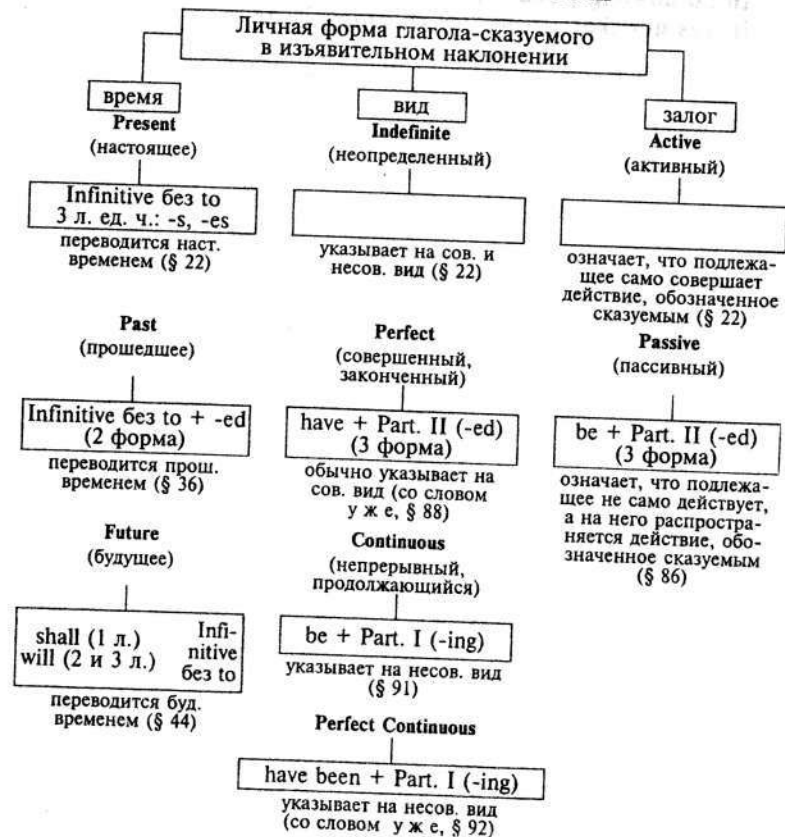 Личная форма глагола-сказуемого
в изъявительном наклонении
время
Present
(настоящее)
Infinitive без to
3 л. ед. ч.: -s, -es
переводится наст.
временем (§ 22)
Past
(прошедшее)
Infinitive без to + -ed
(2 форма)
переводится прош.
временем (§ 36)
Future
(будущее)
shall (1 л.)
will (2 и 3 л.)
Infi-
nitive
без to
переводится буд.
временем (§ 44)
вид
Indefinite
(неопределенный)
указывает на сов. и
несов. вид (§ 22)
Perfect
(совершенный,
законченный)
have + Part. II (-ed)
(3 форма)
обычно указывает на
сов. вид (со словом
у ж е, § 88)
Continuous
(непрерывный,
продолжающийся)
be + Part. I (-ing)
указывает на несов. вид
(§ 91)
Perfect Continuous
have been + Part. I (-ing)
указывает на несов. вид
(со словом у ж е, § 92)
залог
Active
(активный)
означает, что подлежа-
щее само совершает
действие, обозначенное
сказуемым (§ 22)
Passive
(пассивный)
be + Part. II (-ed)
(3 форма)
означает, что подлежа-
щее не само действует,
а на него распростра-
няется действие, обо-
значенное сказуемым
(§ 86)